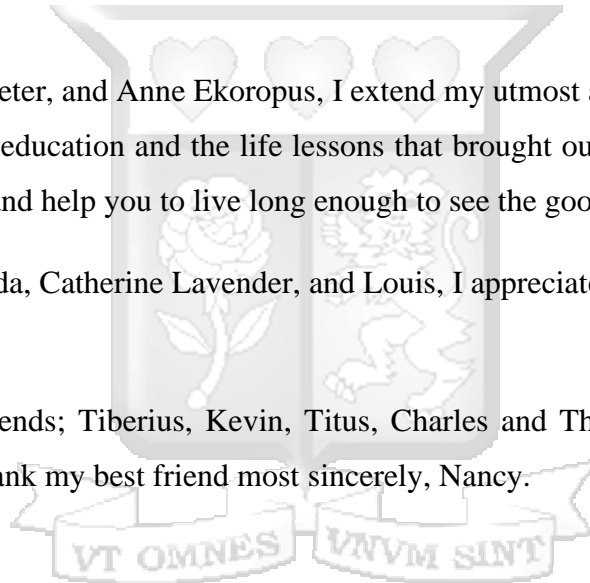 eter, and Anne Ekoropus, I extend my utmost a
education and the life lessons that brought ou
and help you to live long enough to see the goo
da, Catherine Lavender, and Louis, I appreciate
ends; Tiberius, Kevin, Titus, Charles and Th
ank my best friend most sincerely, Nancy.
VT OMNES VNVM SINT